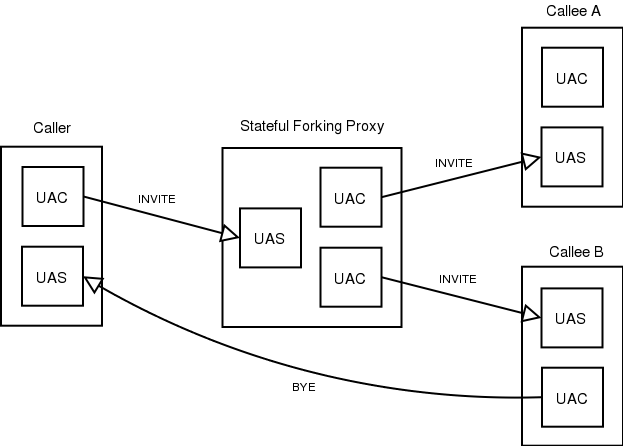 Callee A
UAC
UAS
Caller
UAC
UAS
INVITE
Stateful Forking Proxy
UAS
UAC
UAC
INVITE
INVITE
Callee B
UAS
UAC
BYE